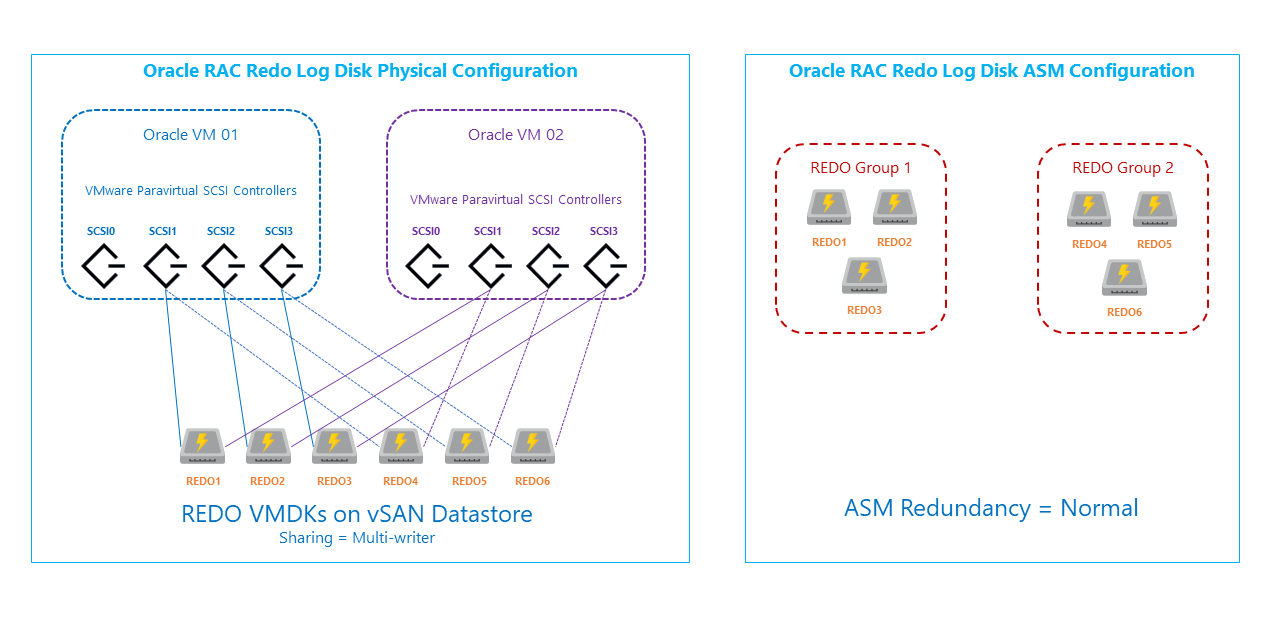 Oracle RAC Redo Log Disk Physical Configuration
Oracle VM 01
VMware Paravirtual SCSI Controllers
SCSI0 SCSI1 SCSI2 SCSI3
Oracle VM 02
VMware Paravirtual SCSI Controllers
SCSI0 SCSI1 SCSI2 SCSI3
REDO1 REDO2 REDO3 REDO4 REDO5 REDO6
REDO VMDKs on vSAN Datastore
Sharing = Multi-writer
Oracle RAC Redo Log Disk ASM Configuration
REDO Group 1
REDO1 REDO2
REDO3
REDO Group 2
REDO4 REDO5
REDO6
ASM Redundancy = Normal